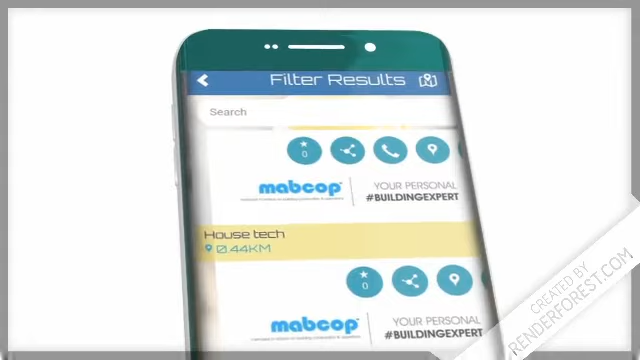 Filter Results
Search
0
mabcop
YOUR PERSONAL
#BUILDINGEXPERT
House tech
0.44KM
0
mabcop
YOUR PERSONAL
#BUILDINGEXPERT
CREATED BY
RENDERFOREST.COM